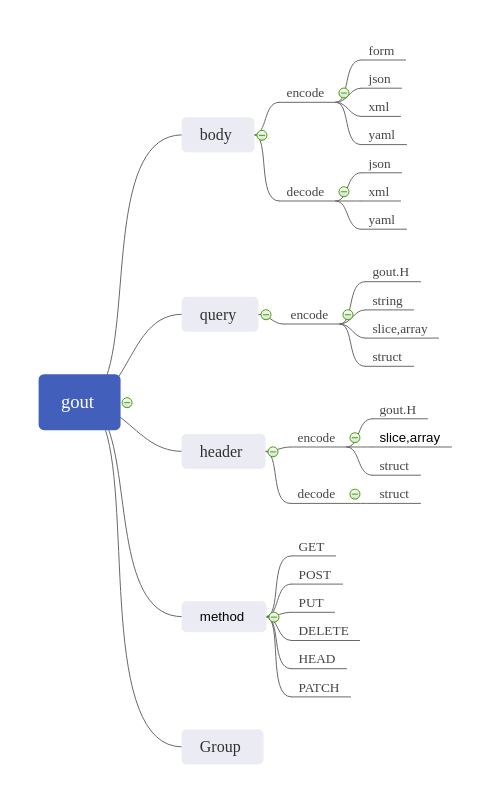 gout
body
encode
form
json
xml
yaml
decode
json
xml
yaml
query
encode
gout.H
string
slice,array
struct
header
encode
gout.H
slice,array
struct
decode
struct
method
GET
POST
PUT
DELETE
HEAD
PATCH
Group